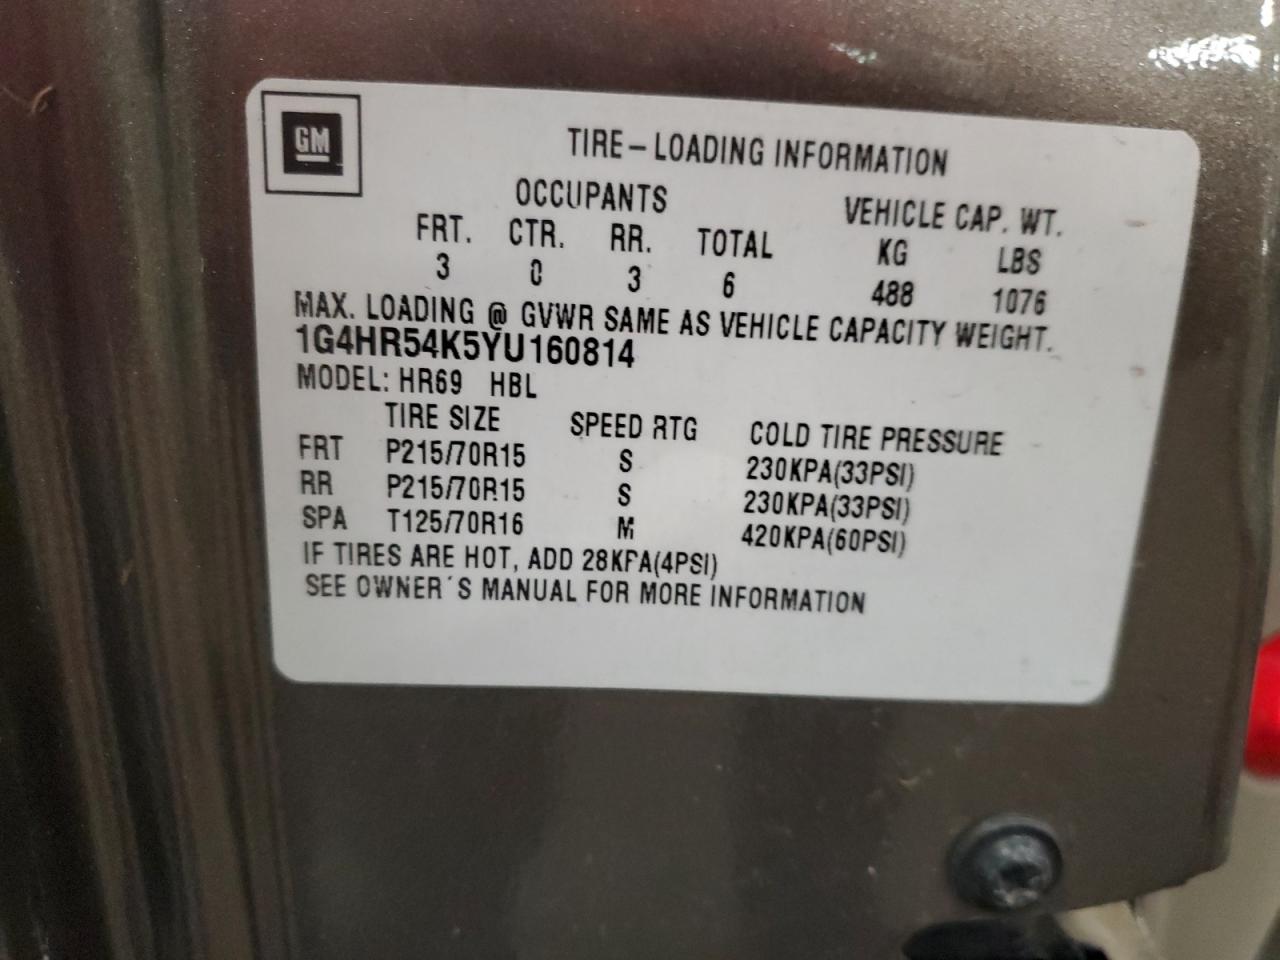 GM
TIRE-LOADING INFORMATION
OCCUPANTS VEHICLE CAP. WT.
FRT. CTR. RR. TOTAL KG LBS
3 0 3 6 488 1076
MAX. LOADING @ GVWR SAME AS VEHICLE CAPACITY WEIGHT.
1G4HR54K5YU160814
MODEL: HR69 HBL
TIRE SIZE SPEED RTG COLD TIRE PRESSURE
FRT P215/70R15 S 230KPA(33PSI)
RR P215/70R15 S 230KPA(33PSI)
SPA T125/70R16 M 420KPA(60PSI)
IF TIRES ARE HOT, ADD 28KPA(4PSI)
SEE OWNER'S MANUAL FOR MORE INFORMATION